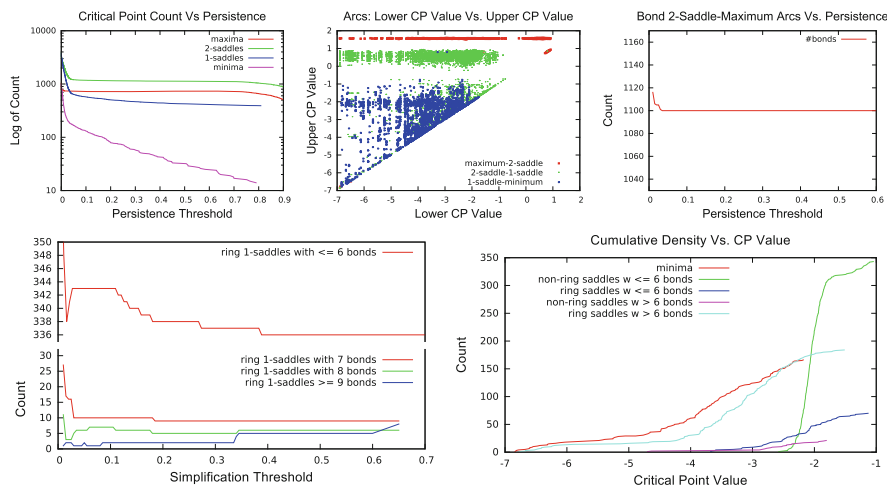 Critical Point Count Vs Persistence
10000
1000
100
10
Log of Count
maxima
2-saddles
1-saddles
minima
0 0.1 0.2 0.3 0.4 0.5 0.6 0.7 0.8 0.9
Persistence Threshold
Arcs: Lower CP Value Vs. Upper CP Value
2
1
0
-1
-2
-3
-4
-5
-6
-7
Upper CP Value
maximum-2-saddle
2-saddle-1-saddle
1-saddle-minimum
-7 -6 -5 -4 -3 -2 -1 0 1 2
Lower CP Value
Bond 2-Saddle-Maximum Arcs Vs. Persistence
1160
1140
1120
1100
1080
1060
1040
Count
#bonds
0 0.1 0.2 0.3 0.4 0.5 0.6
Persistence Threshold
350
348
346
344
342
340
338
336
ring 1-saddles with <= 6 bonds
30
25
20
15
10
5
0
Count
ring 1-saddles with 7 bonds
ring 1-saddles with 8 bonds
ring 1-saddles >= 9 bonds
0 0.1 0.2 0.3 0.4 0.5 0.6 0.7
Simplification Threshold
Cumulative Density Vs. CP Value
350
300
250
200
150
100
50
0
Count
minima
non-ring saddles w <= 6 bonds
ring saddles w <= 6 bonds
non-ring saddles w > 6 bonds
ring saddles w > 6 bonds
-7 -6 -5 -4 -3 -2 -1
Critical Point Value